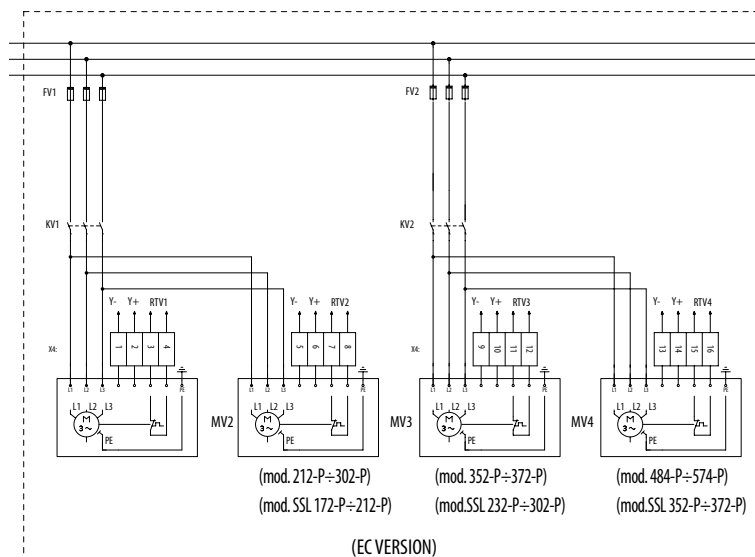 FV1 FV2
KV1 KV2
Y- Y+ RTV1 Y- Y+ RTV2 Y- Y+ RTV3 Y- Y+ RTV4
X4: 1 2 3 4 5 6 7 8 X4: 9 10 11 12 13 14 15 16
L1 L2 L3 PE L1 L2 L3 PE L1 L2 L3 PE L1 L2 L3 PE
L1 L2 L3 L1 L2 L3 L1 L2 L3 L1 L2 L3
M 3~ PE MV2 M 3~ PE MV3 M 3~ PE MV4 M 3~ PE
(mod. 212-P÷302-P) (mod. 352-P÷372-P) (mod. 484-P÷574-P)
(mod. SSL 172-P÷212-P) (mod.SSL 232-P÷302-P) (mod.SSL 352-P÷372-P)
(EC VERSION)